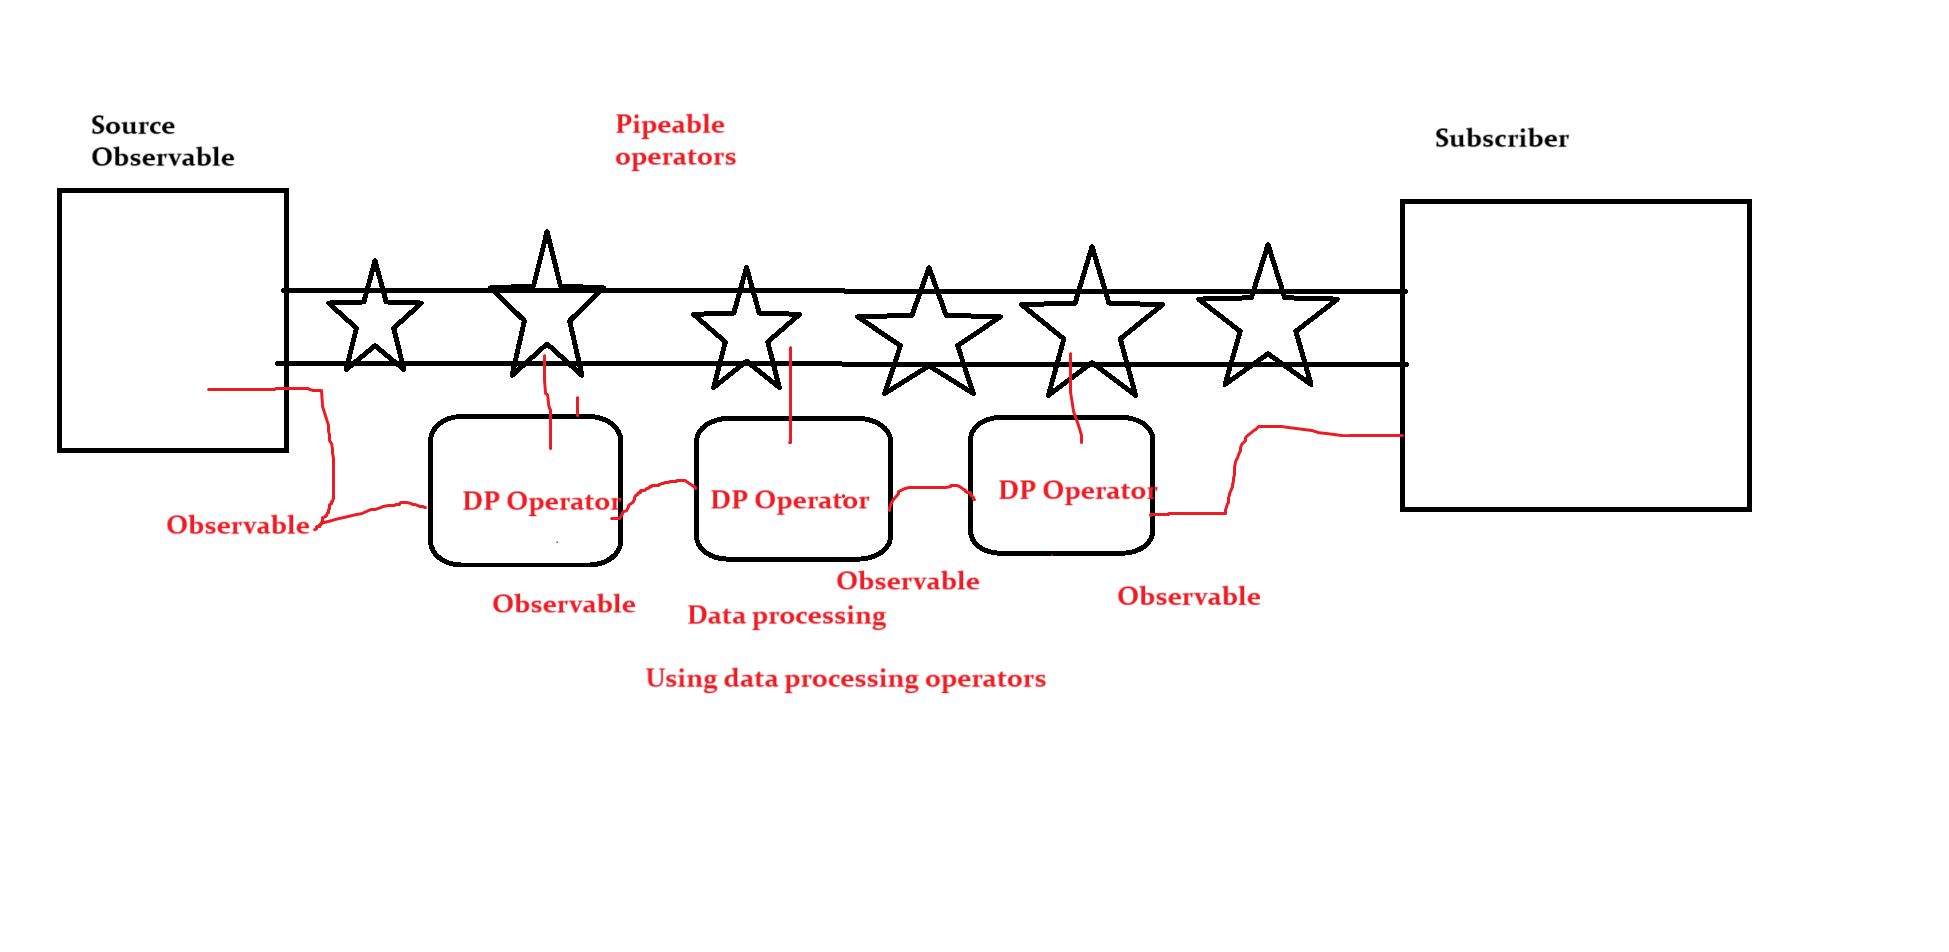 Source
Observable
Pipeable
operators
Subscriber
DP Operator
DP Operator
DP Operator
Observable
Observable
Observable
Observable
Data processing
Using data processing operators